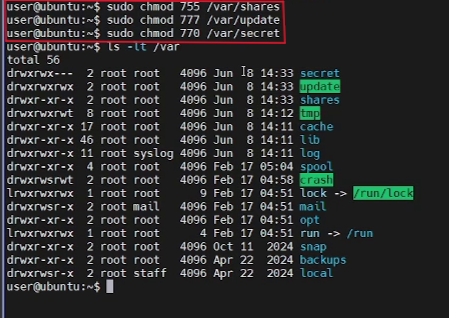 user@ubuntu:~$ sudo chmod 755 /var/shares
user@ubuntu:~$ sudo chmod 777 /var/update
user@ubuntu:~$ sudo chmod 770 /var/secret
user@ubuntu:~$ ls -lt /var
total 56
drwxrwx--- 2 root root 4096 Jun 8 14:33 secret
drwxrwxrwx 2 root root 4096 Jun 8 14:33 update
drwxr-xr-x 2 root root 4096 Jun 8 14:33 shares
drwxrwxrwt 8 root root 4096 Jun 8 14:12 tmp
drwxr-xr-x 17 root root 4096 Jun 8 14:11 cache
drwxr-xr-x 46 root root 4096 Jun 8 14:11 lib
drwxrwxr-x 11 root syslog 4096 Jun 8 14:11 log
drwxr-xr-x 4 root root 4096 Feb 17 05:04 spool
drwxrwsrwt 2 root root 4096 Feb 17 04:58 crash
lrwxrwxrwx 1 root root 9 Feb 17 04:51 lock -> /run/lock
drwxrwsr-x 2 root mail 4096 Feb 17 04:51 mail
drwxr-xr-x 2 root root 4096 Feb 17 04:51 opt
lrwxrwxrwx 1 root root 4 Feb 17 04:51 run -> /run
drwxr-xr-x 5 root root 4096 Oct 11 2024 snap
drwxr-xr-x 2 root root 4096 Apr 22 2024 backups
drwxrwsr-x 2 root staff 4096 Apr 22 2024 local
user@ubuntu:~$